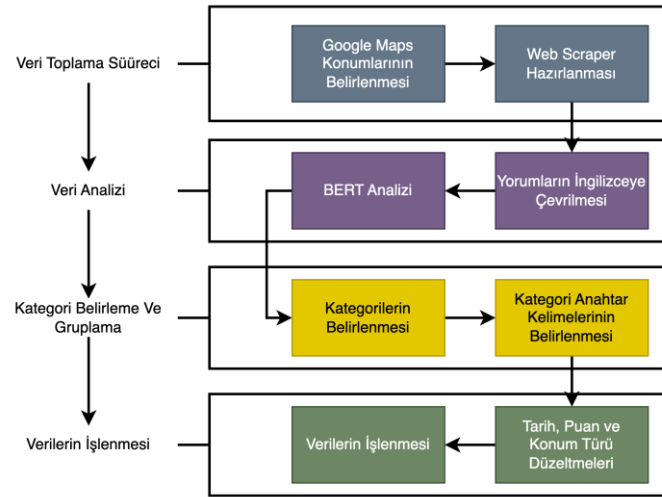 Veri Toplama Süüreci
Google Maps
Konumlarının
Belirlenmesi
Web Scraper
Hazırlanması
Veri Analizi
BERT Analizi
Yorumların İngilizceye
Çevrilmesi
Kategori Belirleme Ve
Gruplama
Kategorilerin
Belirlenmesi
Kategori Anahtar
Kelimelerinin
Belirlenmesi
Verilerin İşlenmesi
Verilerin İşlenmesi
Tarih, Puan ve
Konum Türü
Düzeltmeleri